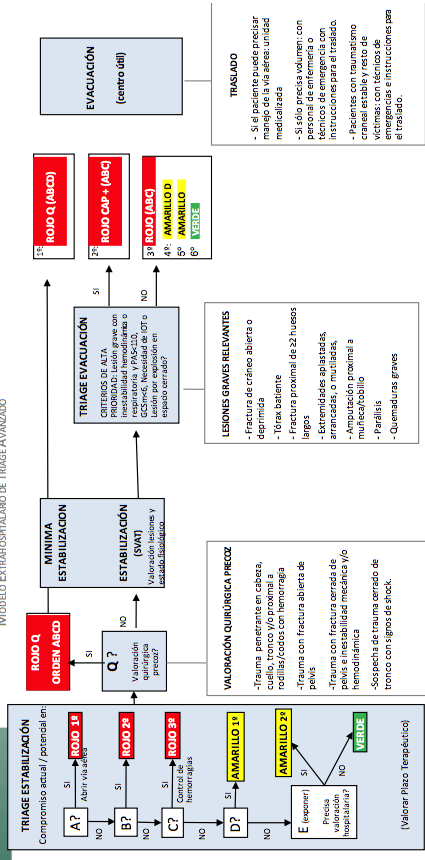 MODELO EXTRAHOSPITALARIO DE TRIAGE AVANZADO
TRIAGE ESTABILIZACIÓN
Compromiso actual / potencial en:
A?
SI
Abrir vía aérea
ROJO 1º
NO
B?
SI
ROJO 2º
NO
C?
SI
Control de
hemorragias
ROJO 3º
NO
D?
SI
AMARILLO 1º
NO
E (exponer)
Precisa
valoración
hospitalaria?
SI
AMARILLO 2º
NO
VERDE
(Valorar Plazo Terapéutico)
Q ?
Valoración
quirúrgica
precoz?
SI
ROJO Q
ORDEN ABCD
NO
MINIMA
ESTABILIZACION
ESTABILIZACIÓN
(SVAT)
Valoración lesiones y
estado fisiológico
VALORACIÓN QUIRÚRGICA PRECOZ
-Trauma penetrante en cabeza,
cuello, tronco y/o proximal a
rodillas/codos con hemorragia
-Trauma con fractura abierta de
pelvis
-Trauma con fractura cerrada de
pelvis e inestabilidad mecánica y/o
hemodinámica
-Sospecha de trauma cerrado de
tronco con signos de shock.
TRIAGE EVACUACIÓN
CRITERIOS DE ALTA
PRIORIDAD: Lesión grave con
inestabilidad hemodinámica o
respiratoria y PAS<110,
GCSm<6, Necesidad de IOT o
Lesión por explosión en
espacio cerrado?
SI
NO
LESIONES GRAVES RELEVANTES
- Fractura de cráneo abierta o
deprimida
- Tórax batiente
- Fractura proximal de ≥2 huesos
largos
- Extremidades aplastadas,
arrancadas, o mutiladas,
- Amputación proximal a
muñeca/tobillo
- Parálisis
- Quemaduras graves
1º:
ROJO Q (ABCD)
2º:
ROJO CAP + (ABC)
3º
ROJO (ABC)
4º: AMARILLO D
5º AMARILLO
6º VERDE
EVACUACIÓN
(centro útil)
TRASLADO
- Si el paciente puede precisar
manejo de la vía aérea: unidad
medicalizada
- Si sólo precisa volumen: con
personal de enfermería o
técnicos de emergencia con
instrucciones para el traslado.
- Pacientes con traumatismo
craneal estable y resto de
víctimas: con técnicos de
emergencias e instrucciones para
el traslado.